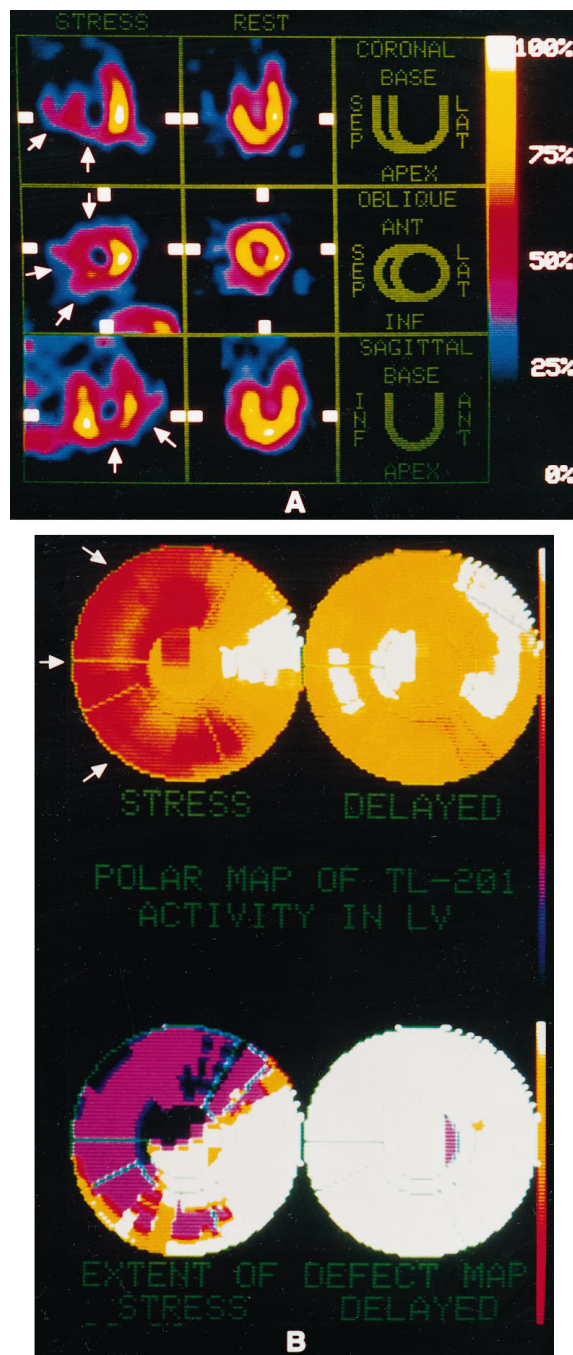 STRESS REST
CORONAL
BASE
SEP LAT
APEX
OBLIQUE
ANT
SEP LAT
INF
SAGITTAL
BASE
INF ANT
APEX
100%
75%
50%
25%
0%
A
STRESS DELAYED
POLAR MAP OF TL-201
ACTIVITY IN LV
EXTENT OF DEFECT MAP
STRESS DELAYED
B